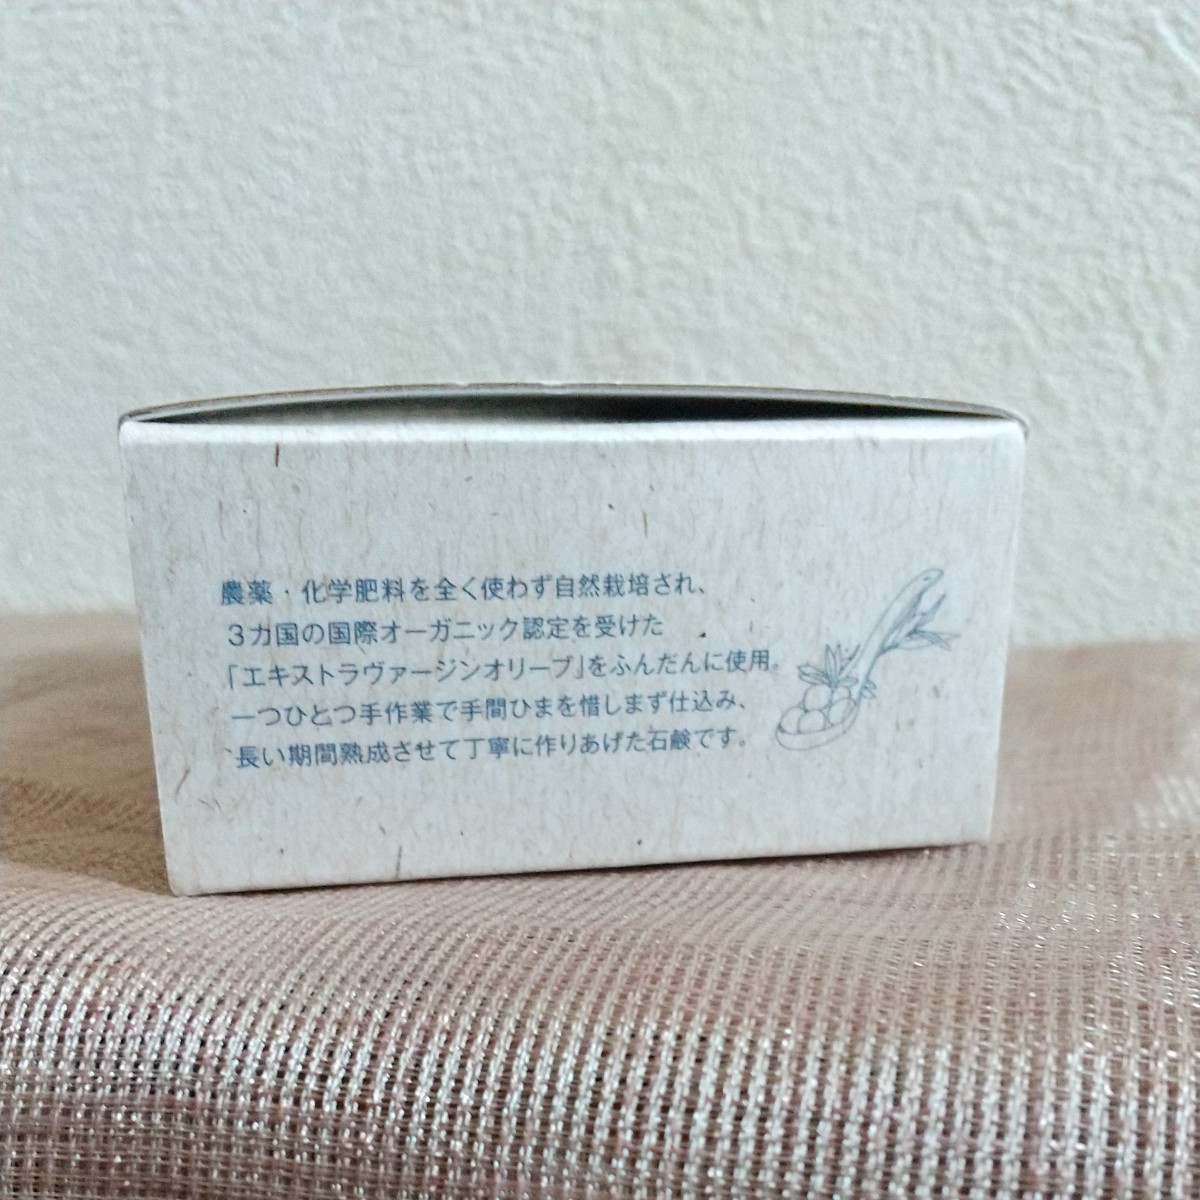 農薬・化学肥料を全く使わず自然栽培され、
3カ国の国際オーガニック認定を受けた
「エキストラヴァージンオリーブ」をふんだんに使用。
一つひとつ手作業で手間ひまを惜しまず仕込み、
長い期間熟成させて丁寧に作りあげた石鹸です。